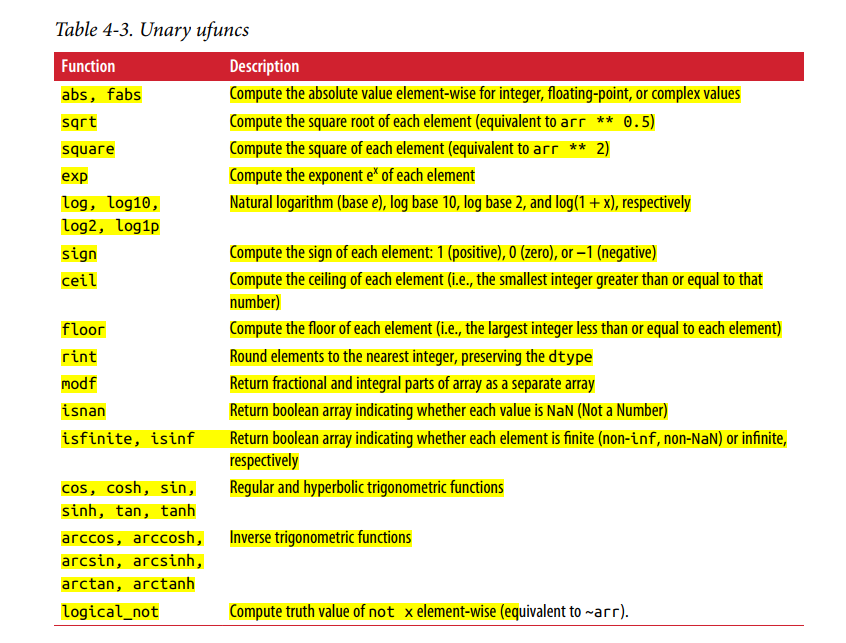 Table 4-3. Unary ufuncs
Function Description
abs, fabs Compute the absolute value element-wise for integer, floating-point, or complex values
sqrt Compute the square root of each element (equivalent to arr ** 0.5)
square Compute the square of each element (equivalent to arr ** 2)
exp Compute the exponent eˣ of each element
log, log10, Natural logarithm (base e), log base 10, log base 2, and log(1 + x), respectively
log2, log1p
sign Compute the sign of each element: 1 (positive), 0 (zero), or −1 (negative)
ceil Compute the ceiling of each element (i.e., the smallest integer greater than or equal to that
number)
floor Compute the floor of each element (i.e., the largest integer less than or equal to each element)
rint Round elements to the nearest integer, preserving the dtype
modf Return fractional and integral parts of array as a separate array
isnan Return boolean array indicating whether each value is NaN (Not a Number)
isfinite, isinf Return boolean array indicating whether each element is finite (non-inf, non-NaN) or infinite,
respectively
cos, cosh, sin, Regular and hyperbolic trigonometric functions
sinh, tan, tanh
arccos, arccosh, Inverse trigonometric functions
arcsin, arcsinh,
arctan, arctanh
logical_not Compute truth value of not x element-wise (equivalent to ~arr).